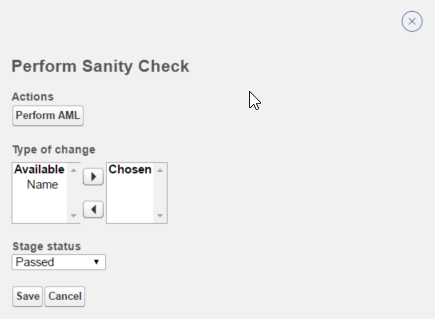 Perform Sanity Check
Actions
Perform AML
Type of change
Available Chosen
Name
Stage status
Passed
Save Cancel